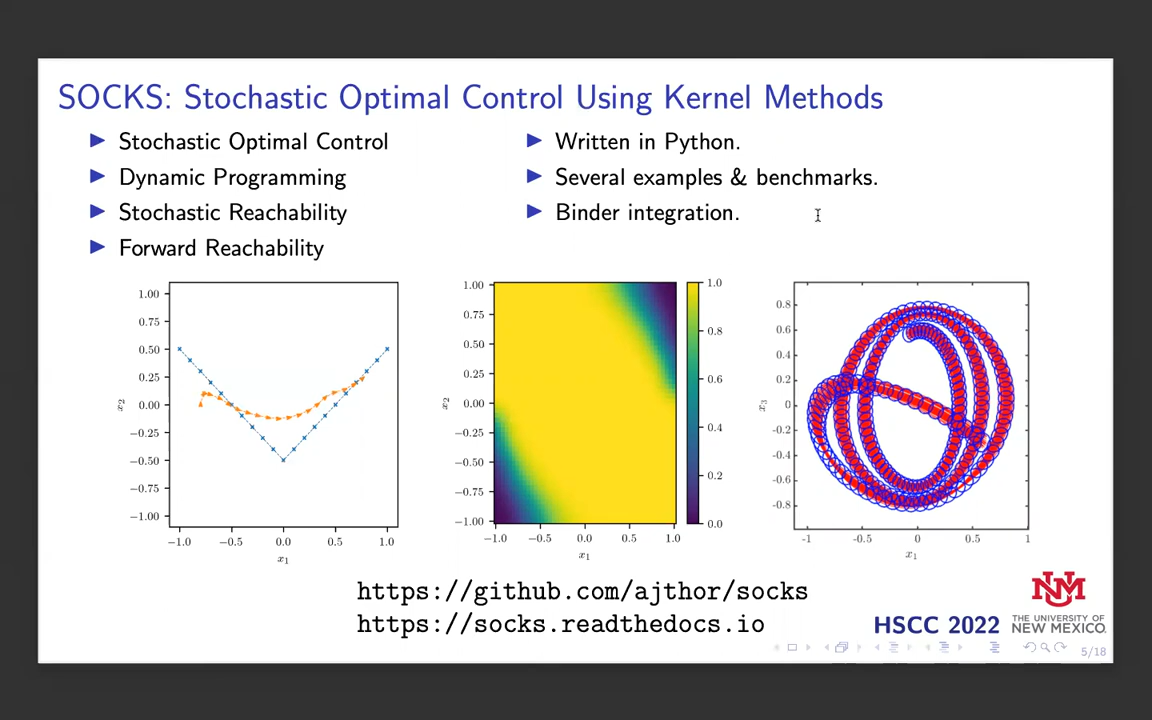 SOCKS: Stochastic Optimal Control Using Kernel Methods
Stochastic Optimal Control
Dynamic Programming
Stochastic Reachability
Forward Reachability
Written in Python.
Several examples & benchmarks.
Binder integration.
1.00
0.75
0.50
0.25
0.00
−0.25
−0.50
−0.75
−1.00
x2
−1.0
−0.5
0.0
0.5
1.0
x1
1.00
0.75
0.50
0.25
0.00
−0.25
−0.50
−0.75
−1.00
x2
−1.0
−0.5
0.0
0.5
1.0
x1
1.0
0.8
0.6
0.4
0.2
0.0
0.8
0.6
0.4
0.2
0
-0.2
-0.4
-0.6
-0.8
x3
-1
-0.5
0
0.5
1
x1
https://github.com/ajthor/socks
https://socks.readthedocs.io
HSCC 2022
UNM
THE UNIVERSITY OF
NEW MEXICO.
5/18